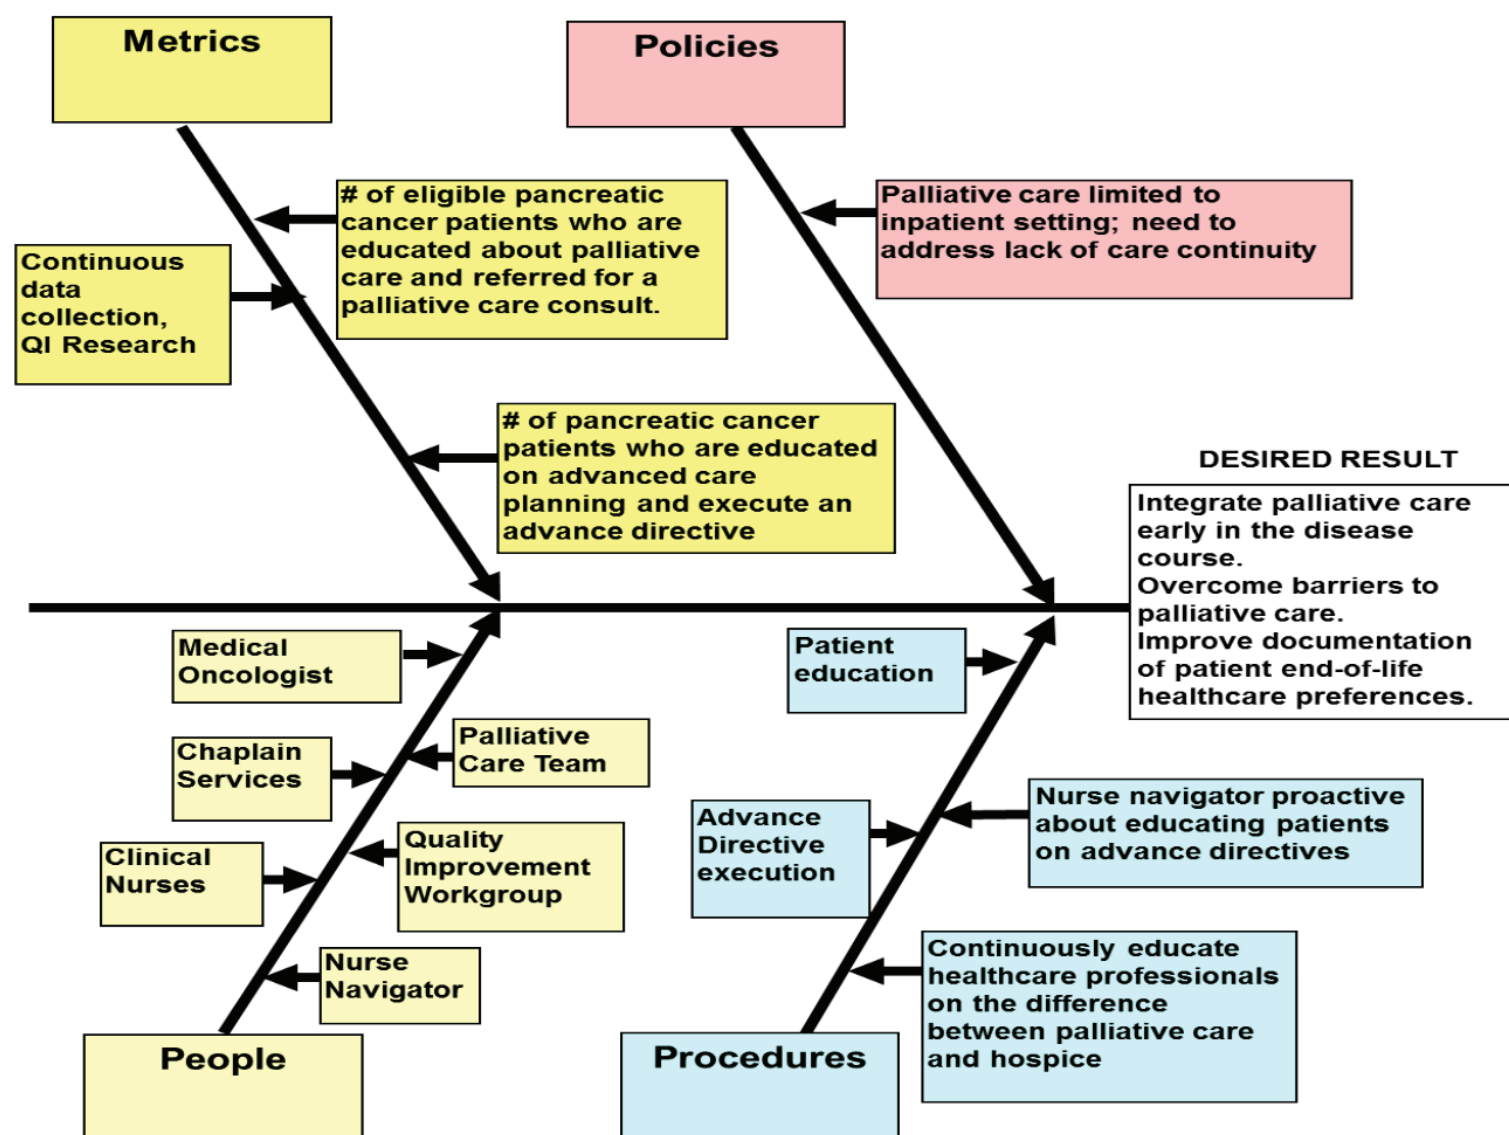 Metrics
Policies
# of eligible pancreatic
cancer patients who are
educated about palliative
care and referred for a
palliative care consult.
Palliative care limited to
inpatient setting; need to
address lack of care continuity
Continuous
data
collection,
QI Research
# of pancreatic cancer
patients who are educated
on advanced care
planning and execute an
advance directive
DESIRED RESULT
Integrate palliative care
early in the disease
course.
Overcome barriers to
palliative care.
Improve documentation
of patient end-of-life
healthcare preferences.
Medical
Oncologist
Palliative
Care Team
Chaplain
Services
Quality
Improvement
Workgroup
Clinical
Nurses
Nurse
Navigator
People
Patient
education
Nurse navigator proactive
about educating patients
on advance directives
Advance
Directive
execution
Continuously educate
healthcare professionals
on the difference
between palliative care
and hospice
Procedures